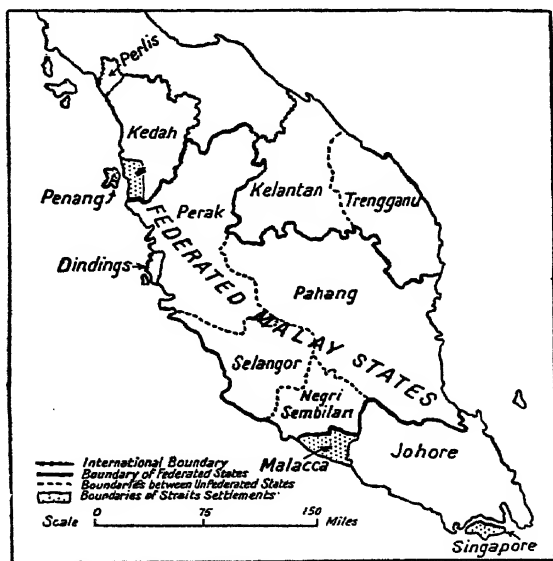 Perlis
Kedah
Penang
Perak
Kelantan
Trengganu
Dindings
FEDERATED MALAY STATES
Pahang
Selangor
Negri
Sembilan
Malacca
Johore
International Boundary
Boundary of Federated States
Boundaries between Unfederated States
Boundaries of Straits Settlements
Scale 0 75 150 Miles
Singapore